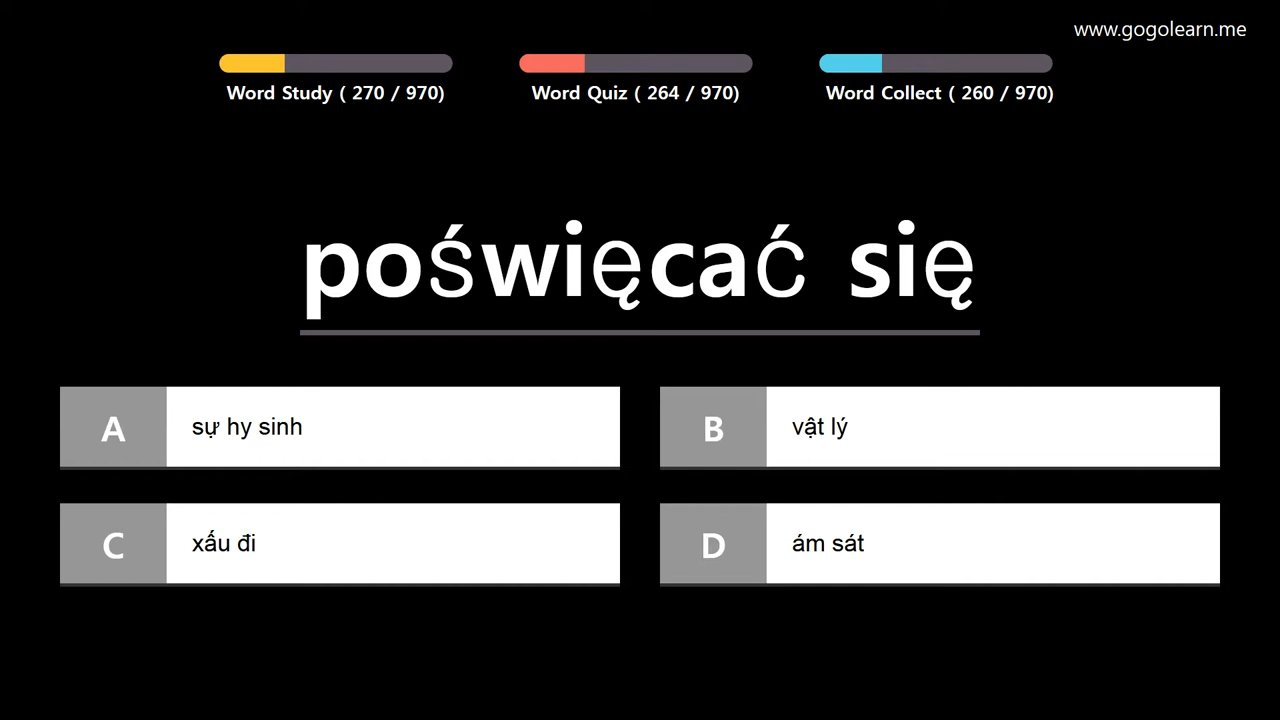 www.gogolearn.me
Word Study ( 270 / 970)
Word Quiz ( 264 / 970)
Word Collect ( 260 / 970)
poświęcać się
A
sự hy sinh
B
vật lý
C
xấu đi
D
ám sát